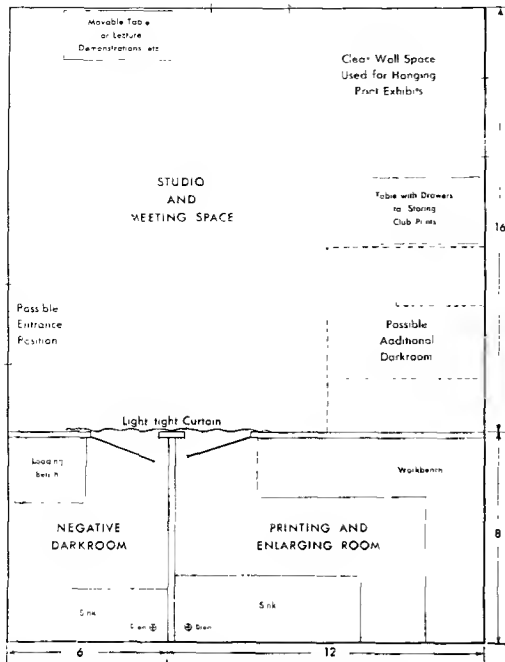 Movable Table
or Lecture
Demonstrations etc
Clear Wall Space
Used for Hanging
Print Exhibits
STUDIO
AND
MEETING SPACE
Table with Drawers
to Storing
Club Prints
16
Possible
Entrance
Position
Possible
Additional
Darkroom
Light tight Curtain
Loading
bench
Workbench
NEGATIVE
DARKROOM
PRINTING AND
ENLARGING ROOM
8
Sink
Sink
6
12